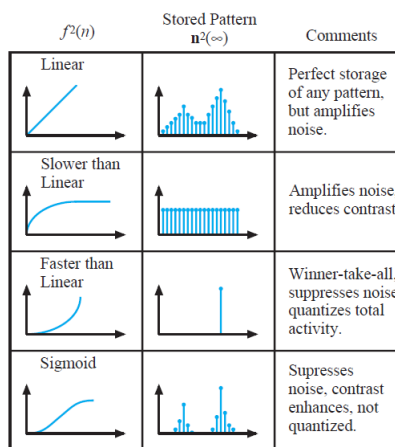 f²(n)
Stored Pattern
n²(∞)
Comments
Linear
Perfect storage
of any pattern,
but amplifies
noise.
Slower than
Linear
Amplifies noise,
reduces contrast.
Faster than
Linear
Winner-take-all,
suppresses noise,
quantizes total
activity.
Sigmoid
Supresses
noise, contrast
enhances, not
quantized.